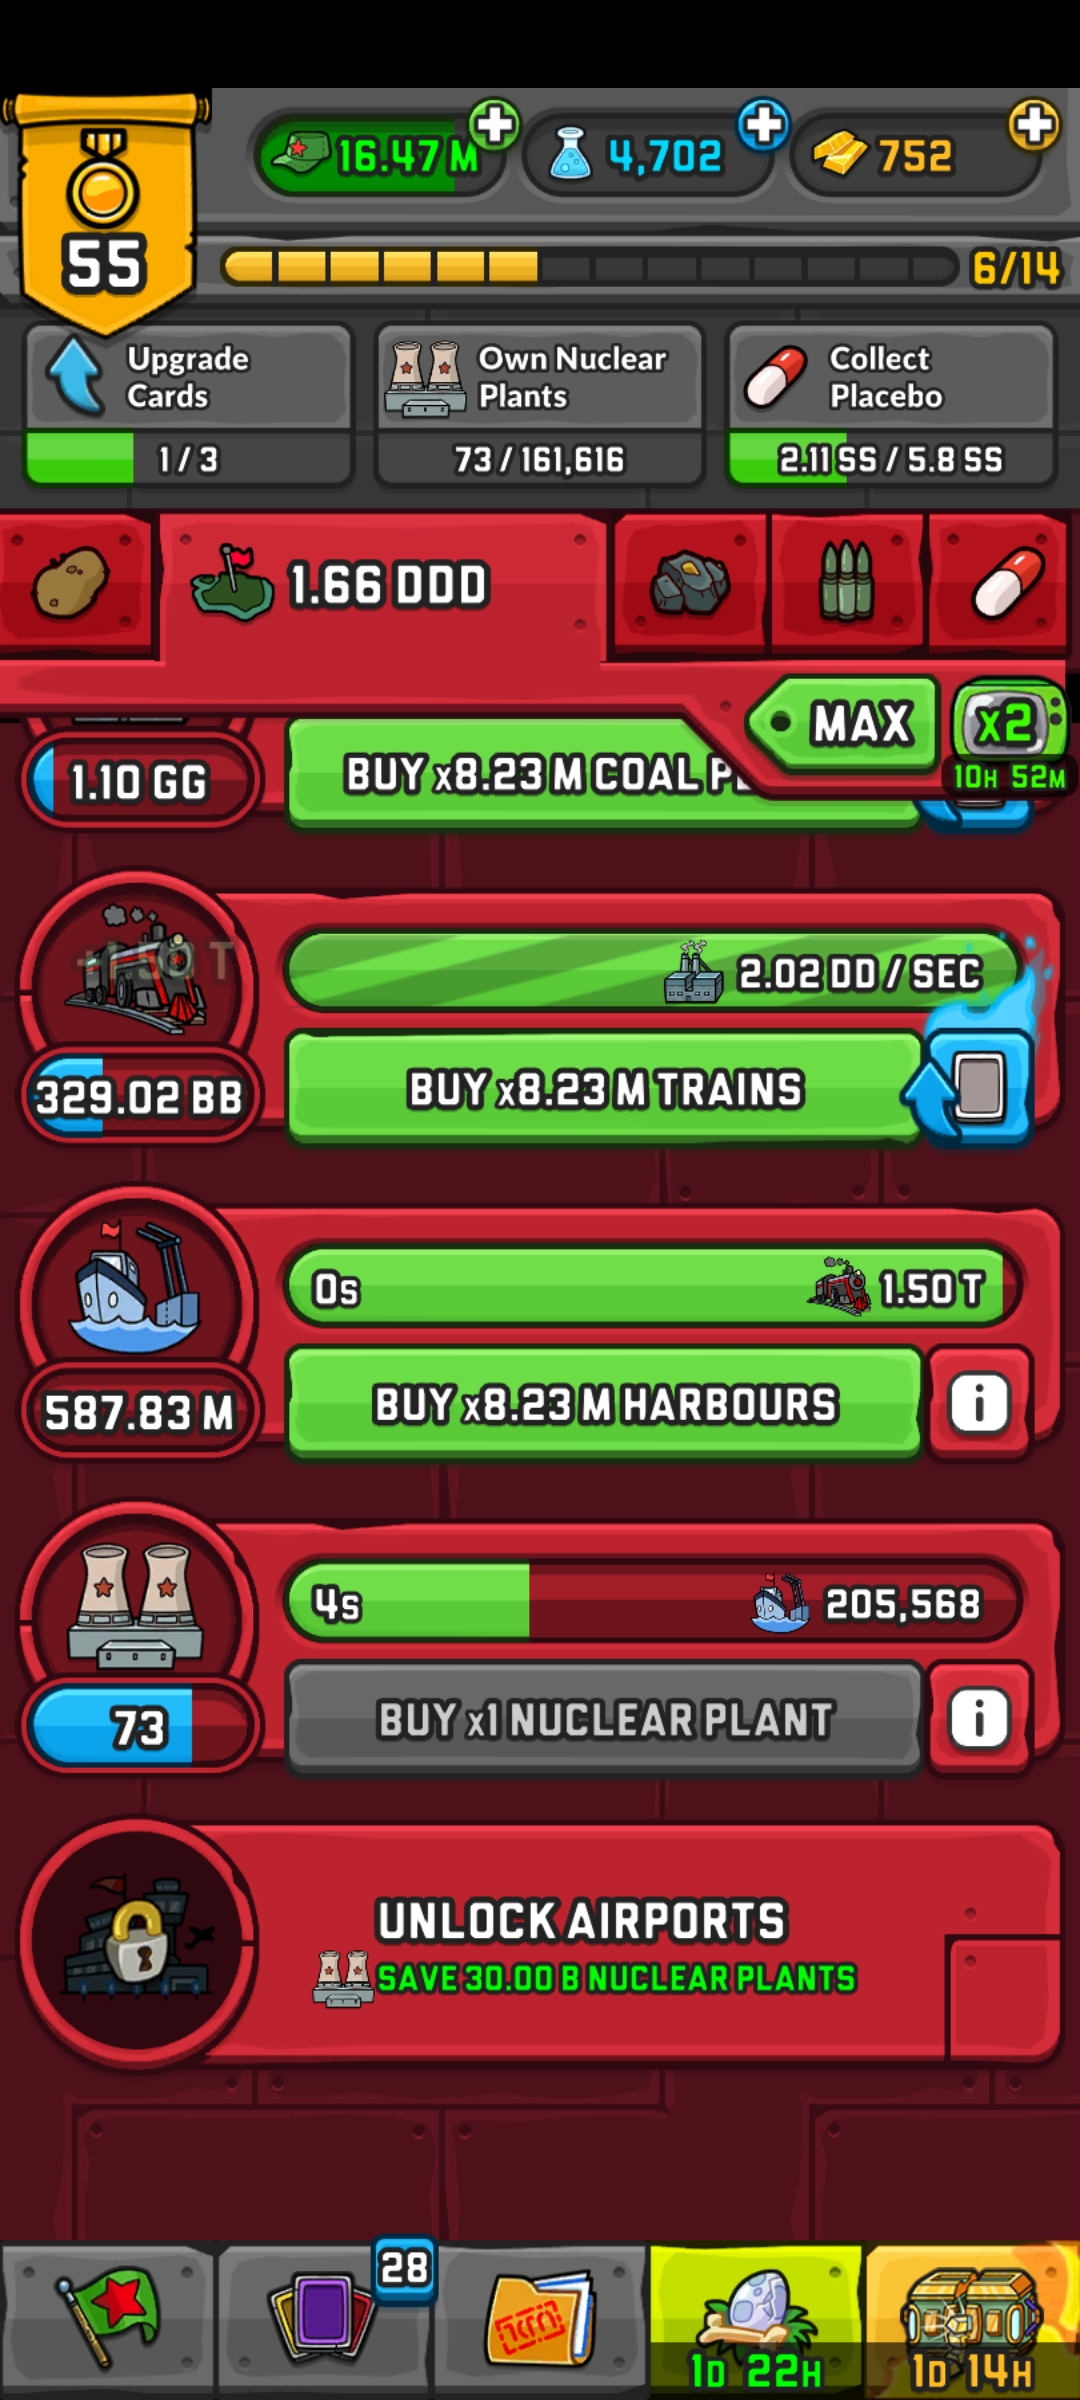 16.47 M
4,702
752
55
6/14
Upgrade
Cards
1 / 3
Own Nuclear
Plants
73 / 161,616
Collect
Placebo
2.11 SS / 5.8 SS
1.66 DDD
MAX
x2
10H 52M
1.10 GG
BUY x8.23 M COAL
2.02 DD / SEC
329.02 BB
BUY x8.23 M TRAINS
0s
1.50 T
587.83 M
BUY x8.23 M HARBOURS
i
4s
205,568
73
BUY x1 NUCLEAR PLANT
i
UNLOCK AIRPORTS
SAVE 30.00 B NUCLEAR PLANTS
28
1D 22H
1D 14H